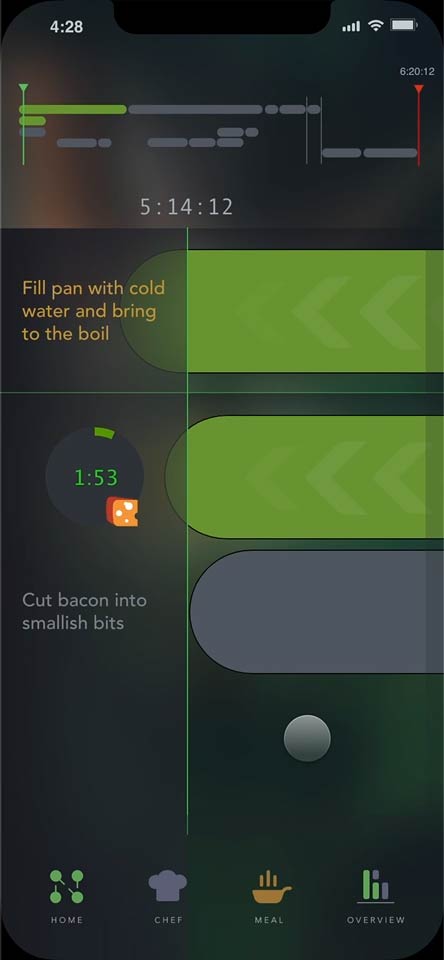 4:28
6:20:12
5:14:12
Fill pan with cold
water and bring
to the boil
1:53
Cut bacon into
smallish bits
HOME CHEF MEAL OVERVIEW